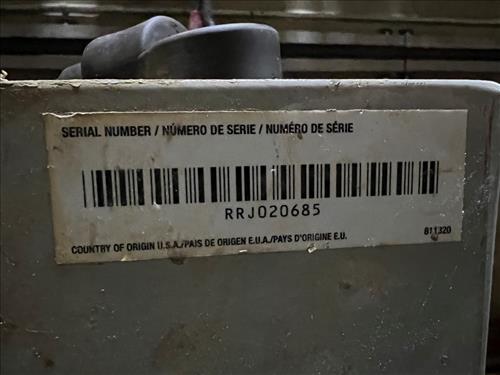 SERIAL NUMBER / NÚMERO DE SERIE / NUMÉRO DE SÉRIE
RRJ020685
COUNTRY OF ORIGIN U.S.A./PAIS DE ORIGEN E.U.A./PAYS D'ORIGINE E.U.
811320